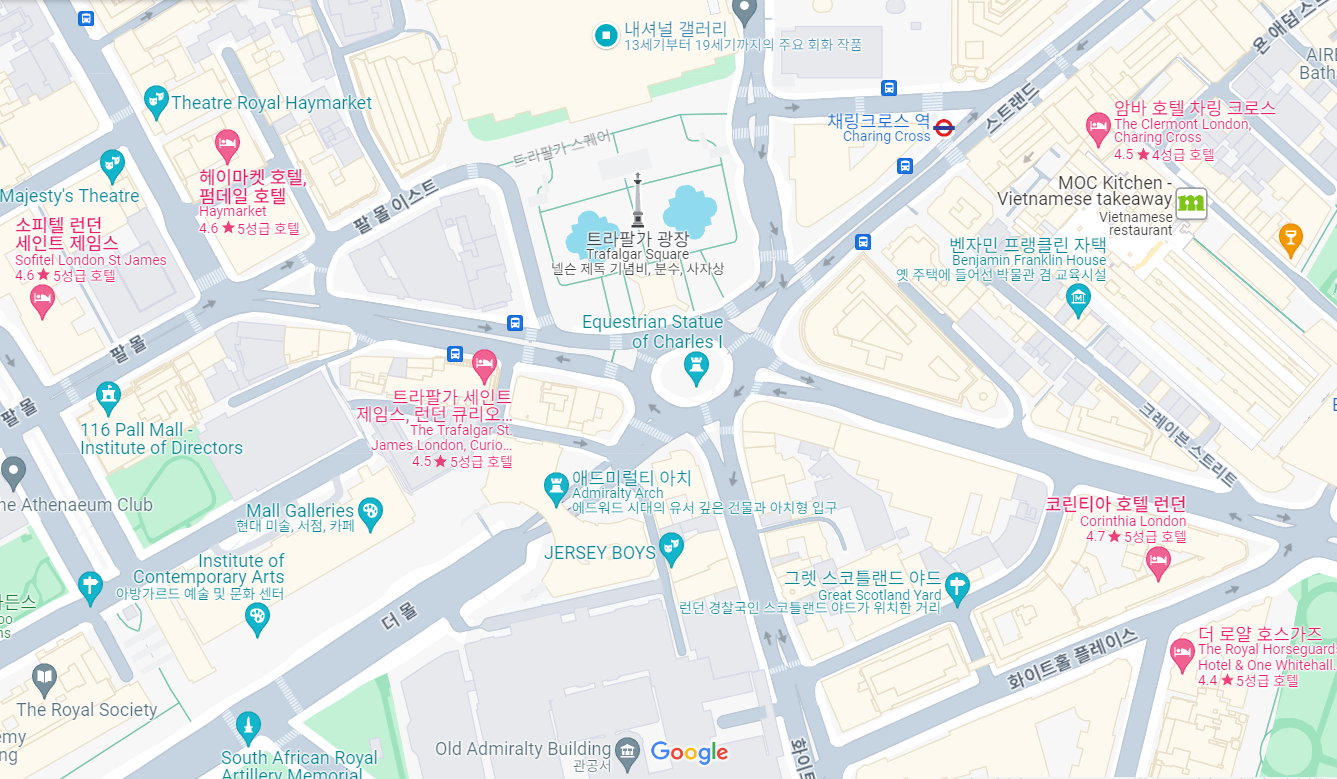 내셔널 갤러리
13세기부터 19세기까지의 주요 회화 작품
욘 애덤 스트
Theatre Royal Haymarket
채링크로스 역
Charing Cross
스트랜드
암바 호텔 차링 크로스
The Clermont London,
Charing Cross
4.5 ★ 4성급 호텔
트라팔가 스퀘어
Majesty's Theatre
헤이마켓 호텔,
펌데일 호텔
Haymarket
4.6 ★ 5성급 호텔
팔 몰 이스트
MOC Kitchen -
Vietnamese takeaway
Vietnamese
restaurant
소피텔 런던
세인트 제임스
Sofitel London St James
4.6 ★ 5성급 호텔
트라팔가 광장
Trafalgar Square
넬슨 제독 기념비, 분수, 사자상
벤자민 프랭클린 자택
Benjamin Franklin House
옛 주택에 들어선 박물관 겸 교육시설
Equestrian Statue
of Charles I
팔 몰
팔 몰
트라팔가 세인트
제임스, 런던 큐리오...
The Trafalgar St.
James London, Curio...
4.5 ★ 5성급 호텔
116 Pall Mall -
Institute of Directors
크레이븐 스트리트
애드미럴티 아치
Admiralty Arch
에드워드 시대의 유서 깊은 건물과 아치형 입구
The Athenaeum Club
Mall Galleries
현대 미술, 서점, 카페
코린티아 호텔 런던
Corinthia London
4.7 ★ 5성급 호텔
JERSEY BOYS
Institute of
Contemporary Arts
아방가르드 예술 및 문화 센터
그렛 스코틀랜드 야드
Great Scotland Yard
런던 경찰국인 스코틀랜드 야드가 위치한 거리
더 몰
더 로얄 호스가즈
The Royal Horseguards
Hotel & One Whitehall...
4.4 ★ 5성급 호텔
화이트홀 플레이스
The Royal Society
South African Royal
Artillery Memorial
Old Admiralty Building
관공서
Google
화이트